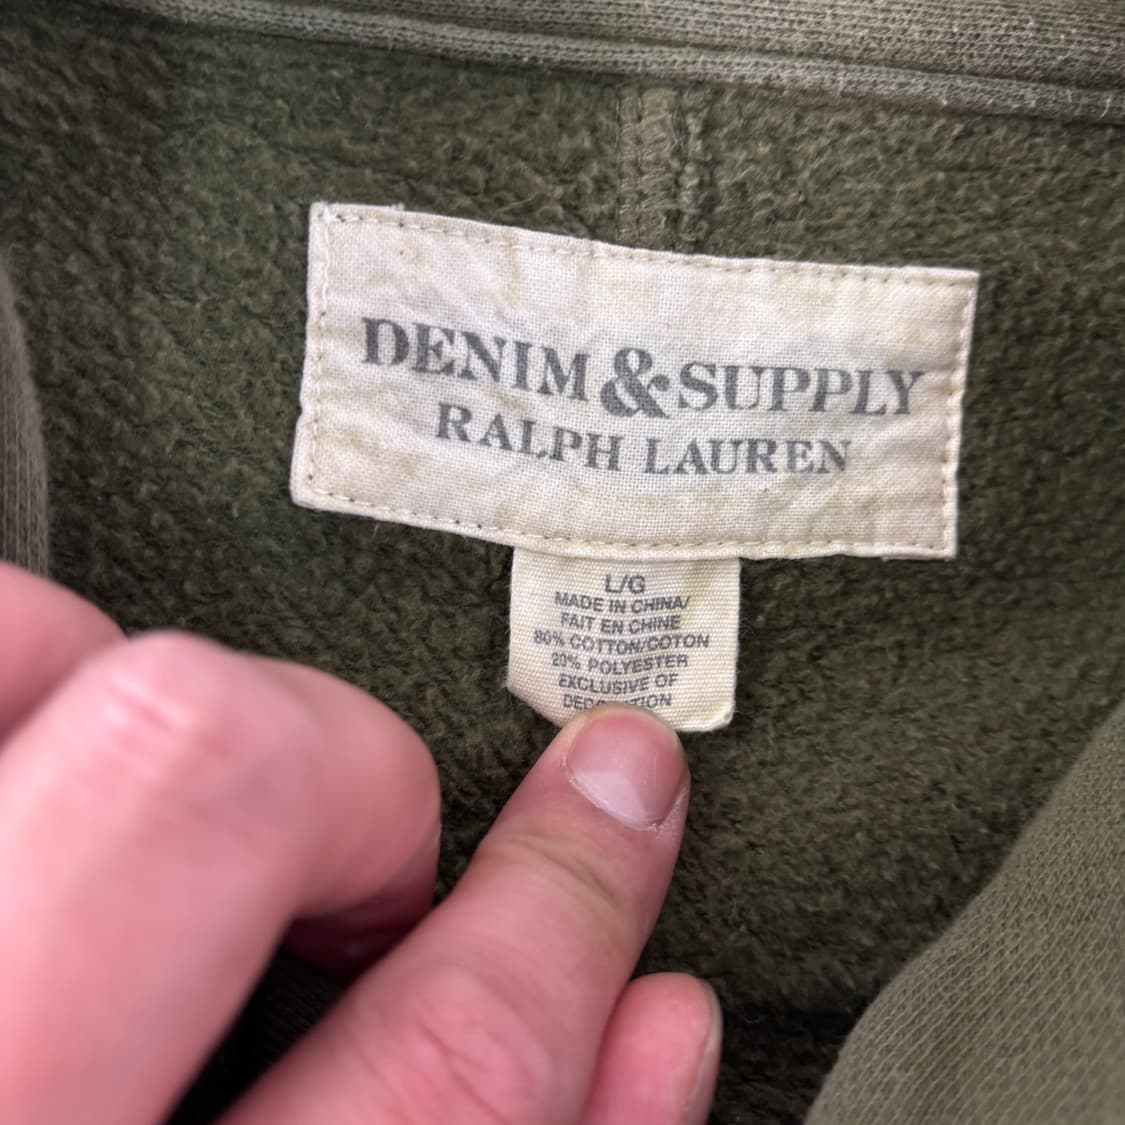 DENIM & SUPPLY
RALPH LAUREN
L/G
MADE IN CHINA/
FAIT EN CHINE
80% COTTON/COTON
20% POLYESTER
EXCLUSIVE OF